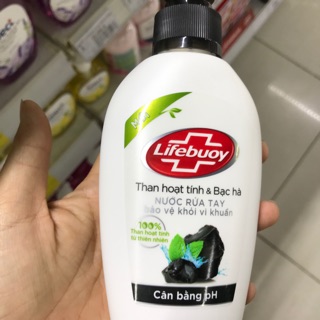 Lifebuoy
Than hoạt tính & Bạc hà
NƯỚC RỬA TAY
bảo vệ khỏi vi khuẩn
100%
Than hoạt tính
từ thiên nhiên
Cân bằng pH